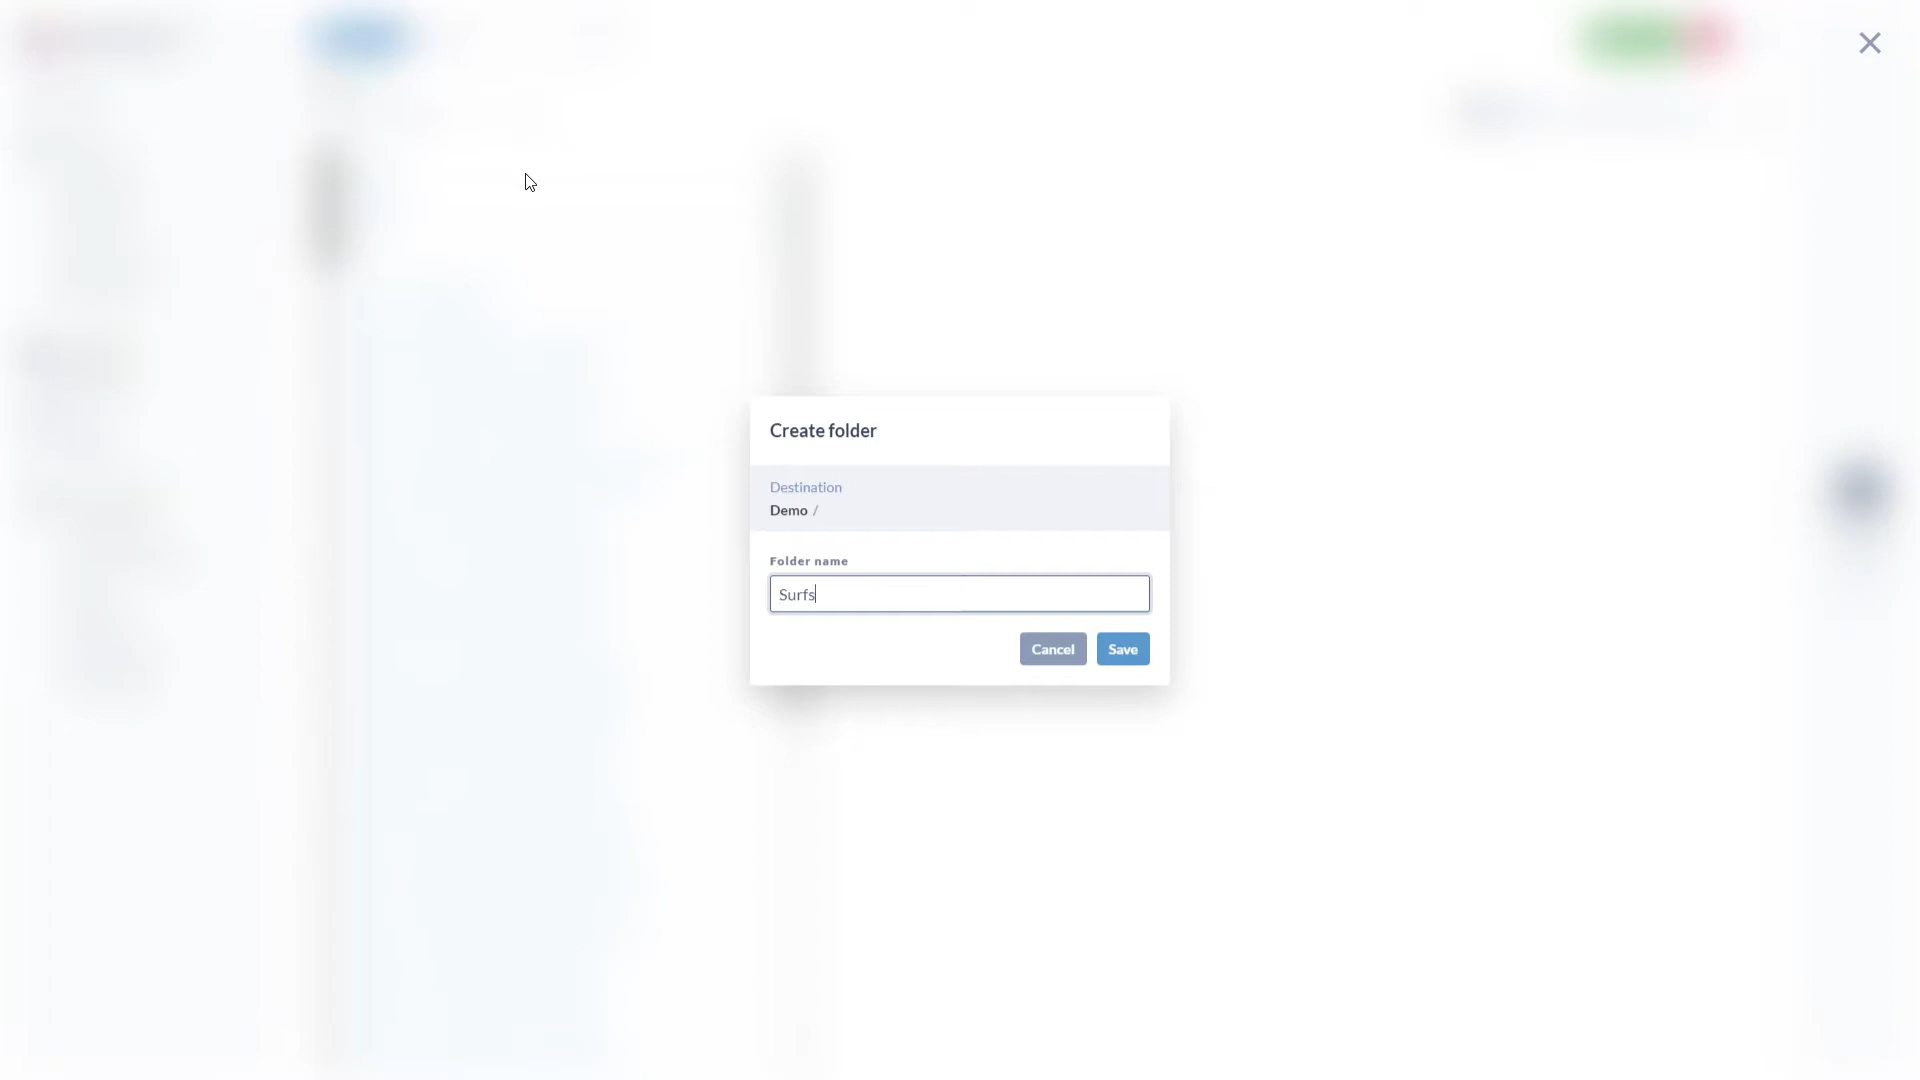 Create folder
Destination
Demo /
Folder name
Surfs
Cancel Save